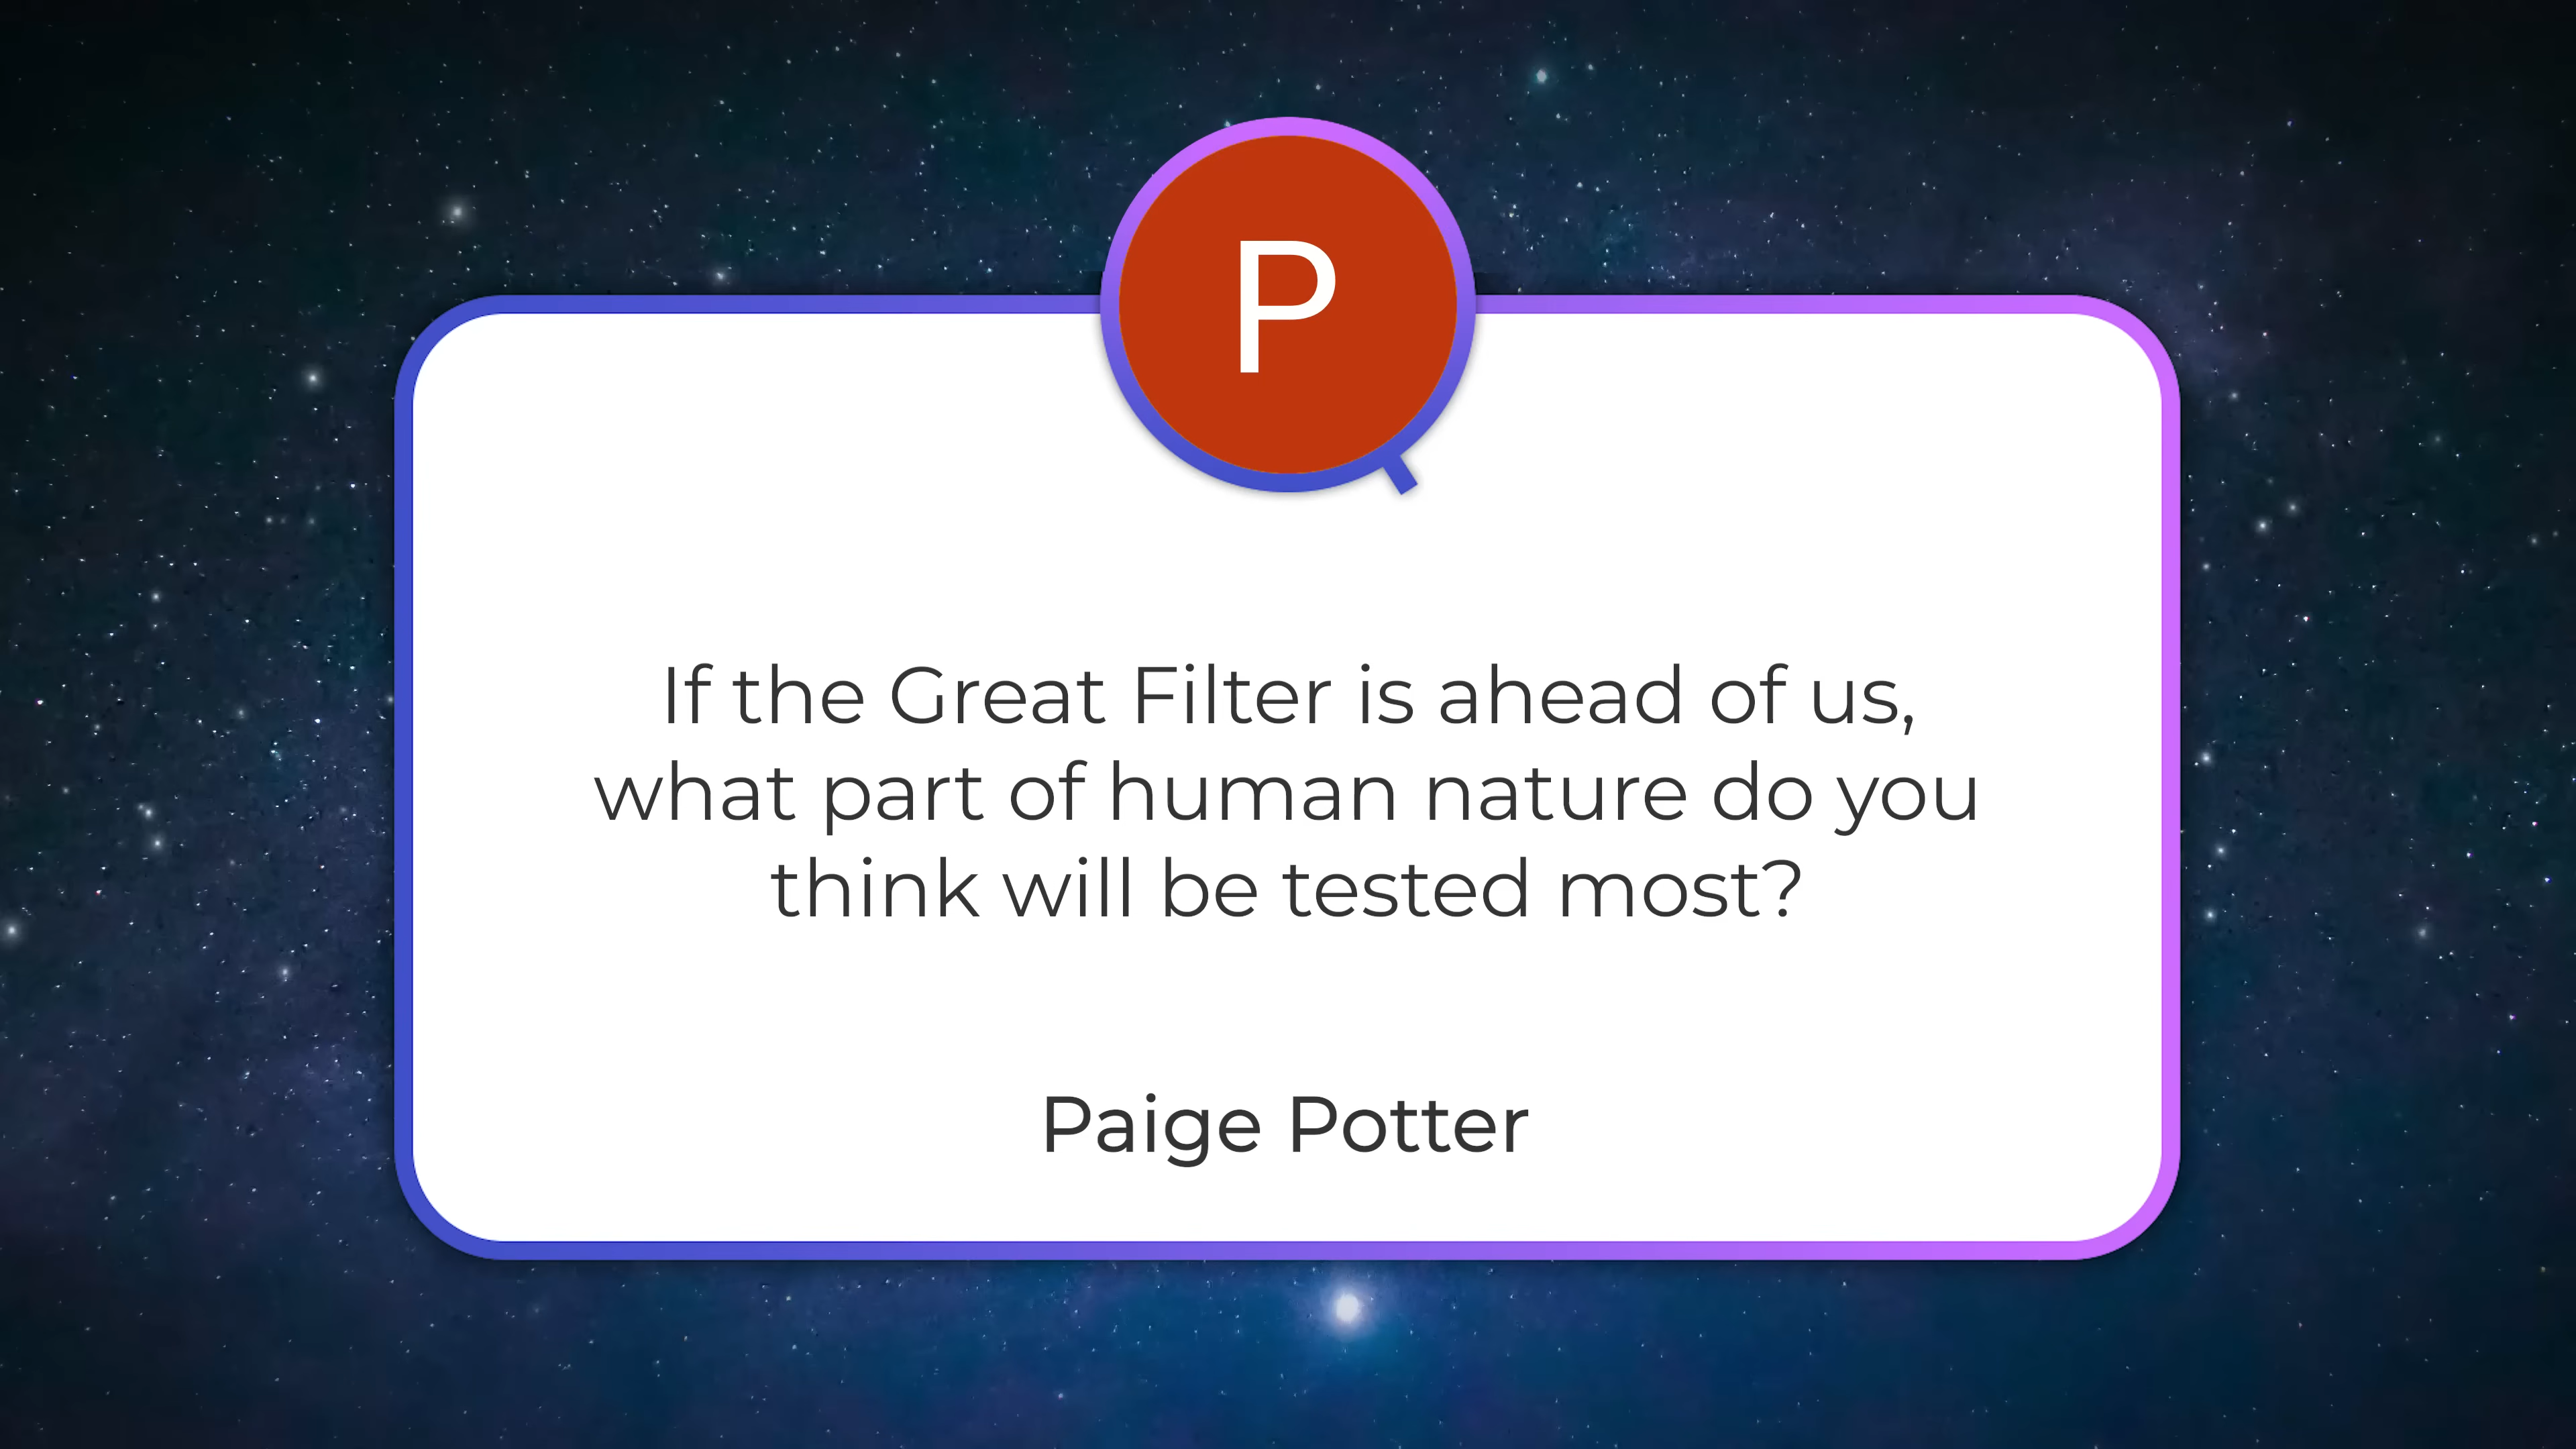 P
If the Great Filter is ahead of us,
what part of human nature do you
think will be tested most?
Paige Potter